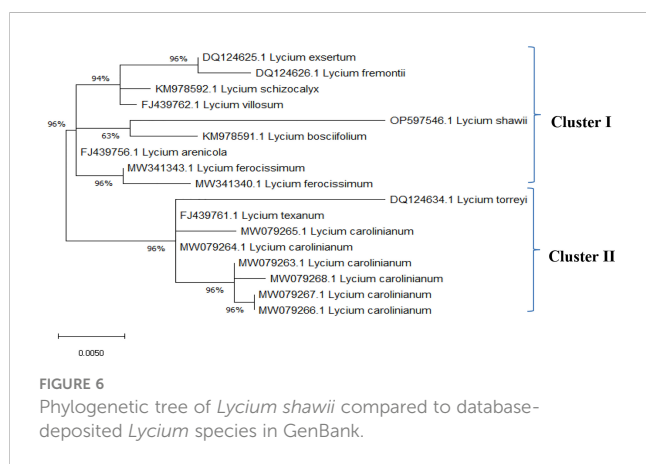 96%
DQ124625.1 Lycium exsertum
DQ124626.1 Lycium fremontii
94%
KM978592.1 Lycium schizocalyx
FJ439762.1 Lycium villosum
96%
OP597546.1 Lycium shawii
63%
KM978591.1 Lycium bosciifolium
FJ439756.1 Lycium arenicola
MW341343.1 Lycium ferocissimum
96%
MW341340.1 Lycium ferocissimum
Cluster I
DQ124634.1 Lycium torreyi
FJ439761.1 Lycium texanum
MW079265.1 Lycium carolinianum
96%
MW079264.1 Lycium carolinianum
MW079263.1 Lycium carolinianum
96%
MW079268.1 Lycium carolinianum
MW079267.1 Lycium carolinianum
96%
MW079266.1 Lycium carolinianum
Cluster II
0.0050
FIGURE 6
Phylogenetic tree of Lycium shawii compared to database-
deposited Lycium species in GenBank.